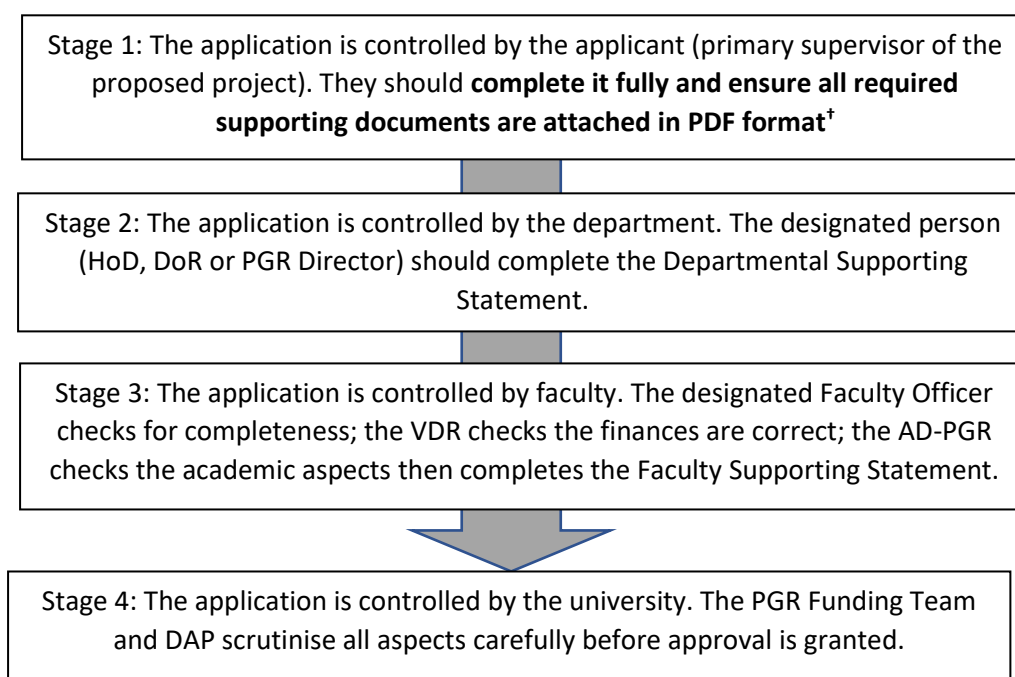 Stage 1: The application is controlled by the applicant (primary supervisor of the
proposed project). They should complete it fully and ensure all required
supporting documents are attached in PDF format†
Stage 2: The application is controlled by the department. The designated person
(HoD, DoR or PGR Director) should complete the Departmental Supporting
Statement.
Stage 3: The application is controlled by faculty. The designated Faculty Officer
checks for completeness; the VDR checks the finances are correct; the AD-PGR
checks the academic aspects then completes the Faculty Supporting Statement.
Stage 4: The application is controlled by the university. The PGR Funding Team
and DAP scrutinise all aspects carefully before approval is granted.